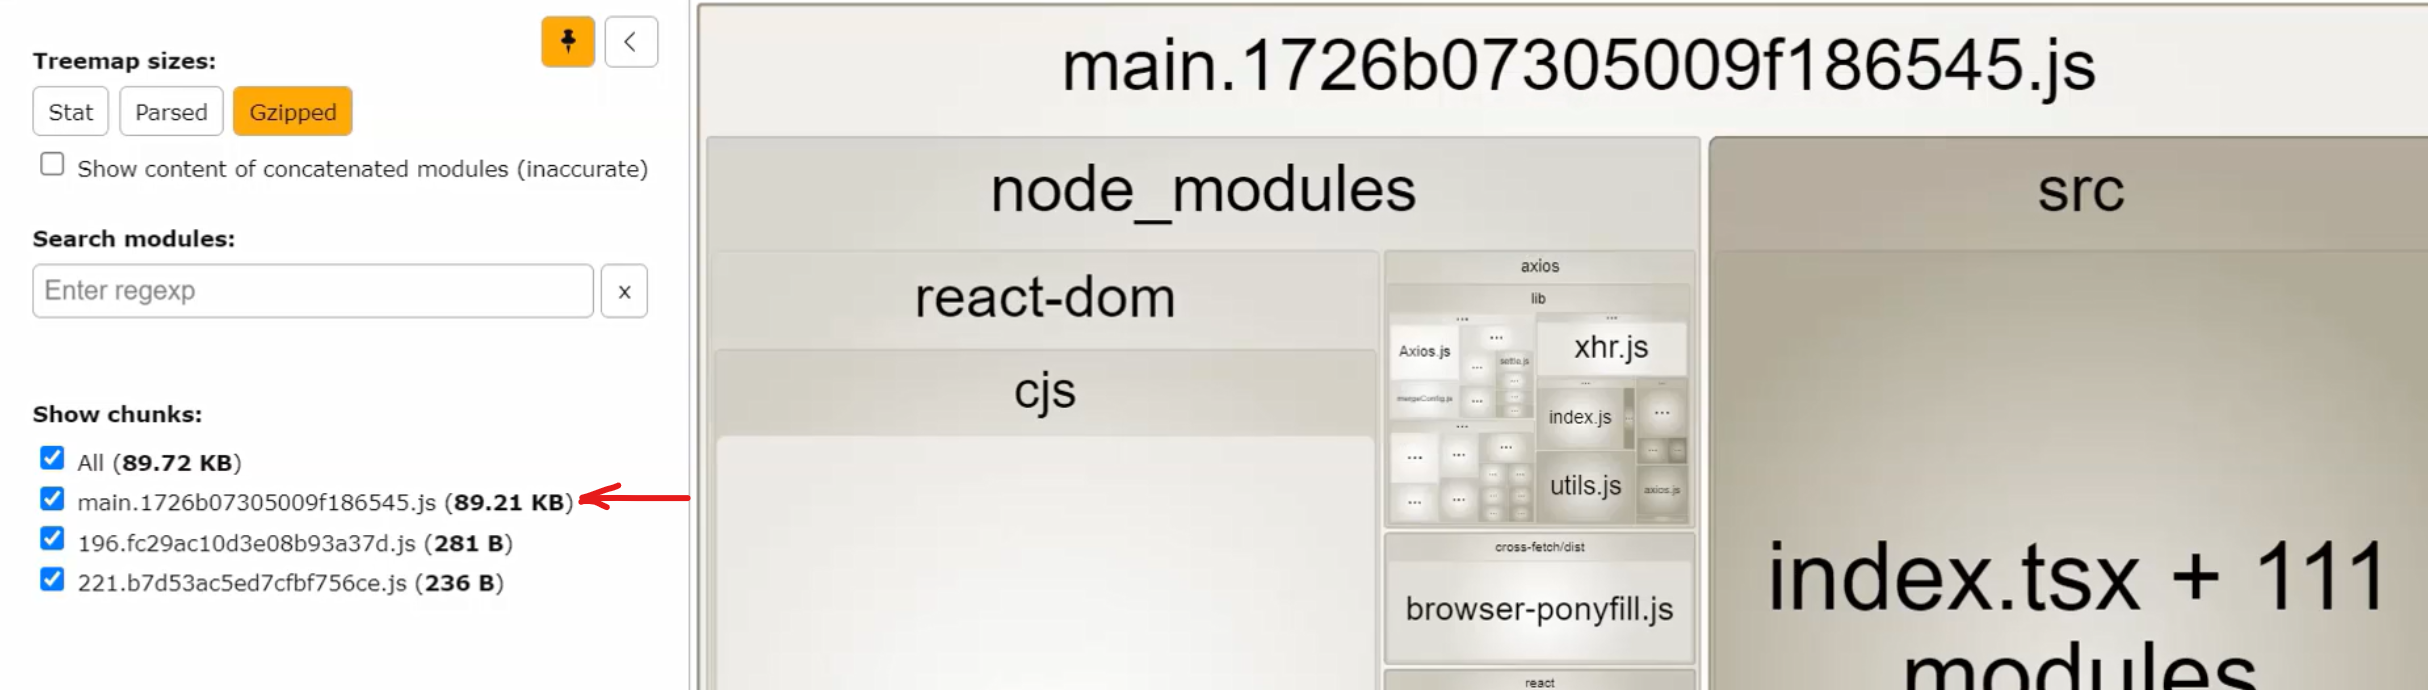 Treemap sizes:
Stat
Parsed
Gzipped
Show content of concatenated modules (inaccurate)
Search modules:
Enter regexp
x
Show chunks:
All (89.72 KB)
main.1726b07305009f186545.js (89.21 KB)
196.fc29ac10d3e08b93a37d.js (281 B)
221.b7d53ac5ed7cfbf756ce.js (236 B)
main.1726b07305009f186545.js
node_modules
react-dom
cjs
axios
lib
...
Axios.js
...
settle.js
...
...
mergeConfig.js
...
...
...
xhr.js
...
index.js
...
...
...
...
utils.js
axios.js
...
...
...
...
...
...
...
...
...
...
...
...
...
cross-fetch/dist
browser-ponyfill.js
react
src
index.tsx + 111
modules